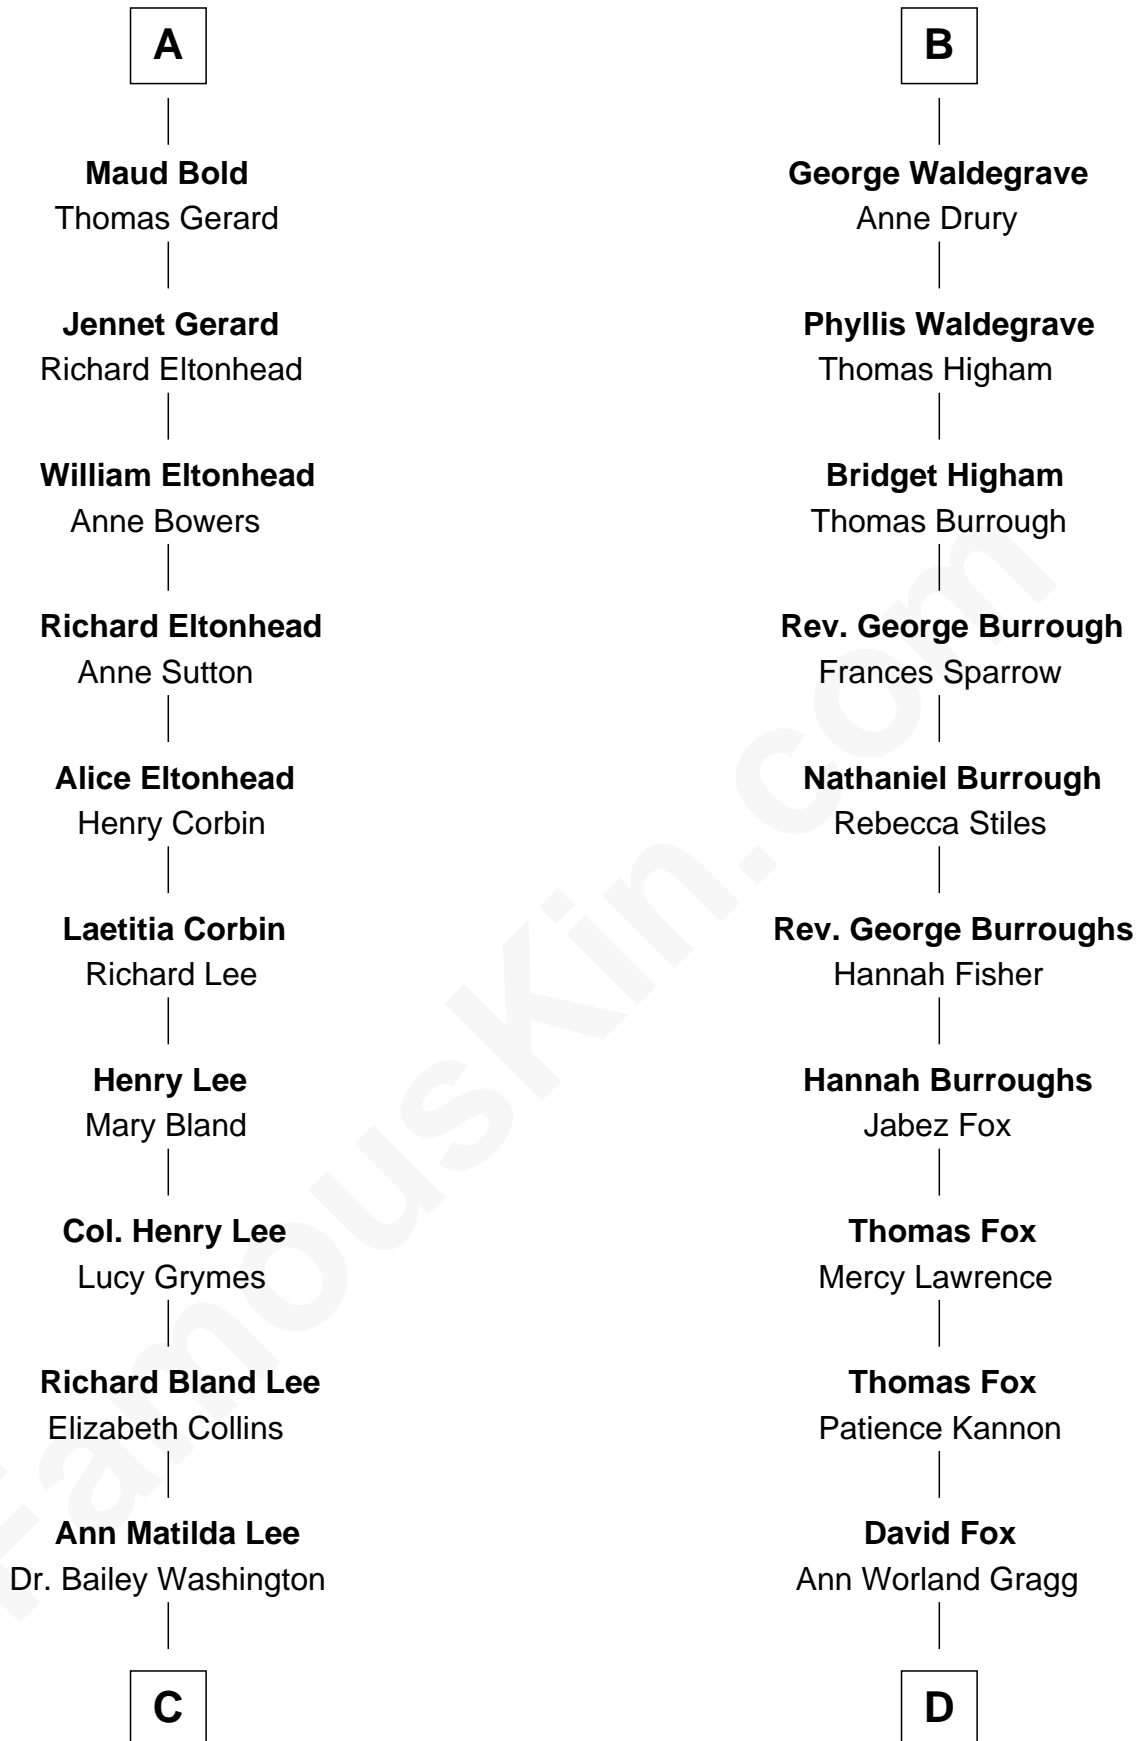 A
Maud Bold
Thomas Gerard
Jennet Gerard
Richard Eltonhead
William Eltonhead
Anne Bowers
Richard Eltonhead
Anne Sutton
Alice Eltonhead
Henry Corbin
Laetitia Corbin
Richard Lee
Henry Lee
Mary Bland
Col. Henry Lee
Lucy Grymes
Richard Bland Lee
Elizabeth Collins
Ann Matilda Lee
Dr. Bailey Washington
C
B
George Waldegrave
Anne Drury
Phyllis Waldegrave
Thomas Higham
Bridget Higham
Thomas Burrough
Rev. George Burrough
Frances Sparrow
Nathaniel Burrough
Rebecca Stiles
Rev. George Burroughs
Hannah Fisher
Hannah Burroughs
Jabez Fox
Thomas Fox
Mercy Lawrence
Thomas Fox
Patience Kannon
David Fox
Ann Worland Gragg
D
FamousKin.com